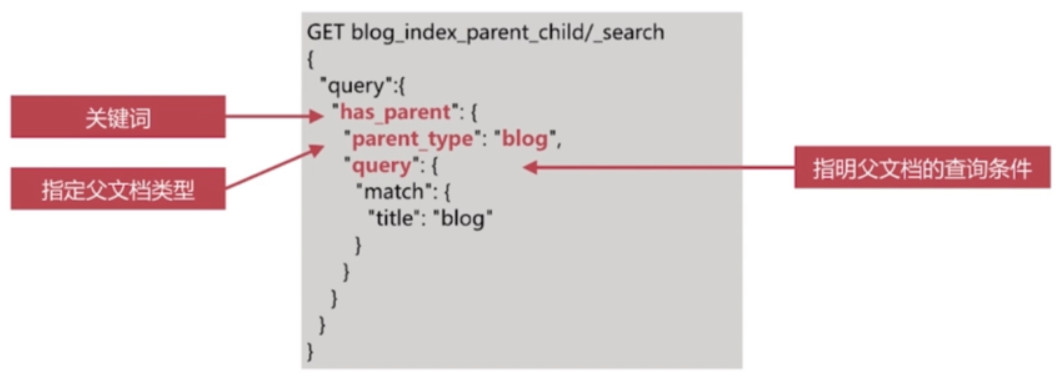 GET blog_index_parent_child/_search
{
"query":{
关键词
"has_parent": {
指定父文档类型
"parent_type": "blog",
"query": {
指明父文档的查询条件
"match": {
"title": "blog"
}
}
}
}
}